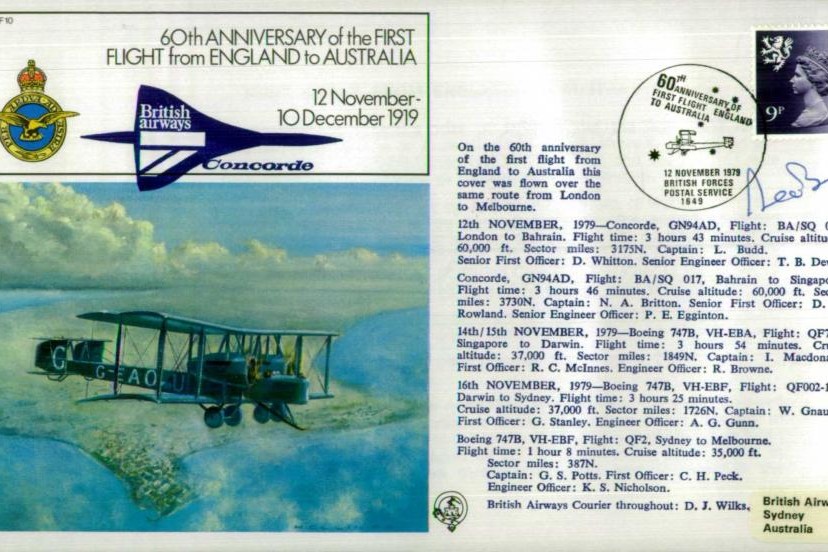 F10
60th ANNIVERSARY of the FIRST
FLIGHT from ENGLAND to AUSTRALIA
12 November-
10 December 1919
British
airways
Concorde
60TH
ANNIVERSARY OF
FIRST FLIGHT ENGLAND
TO AUSTRALIA
12 NOVEMBER 1979
BRITISH FORCES
POSTAL SERVICE
1649
9P
On the 60th anniversary
of the first flight from
England to Australia this
cover was flown over the
same route from London
to Melbourne.
12th NOVEMBER, 1979—Concorde, GN94AD, Flight: BA/SQ
London to Bahrain. Flight time: 3 hours 43 minutes. Cruise altitu
60,000 ft. Sector miles: 3175N. Captain: L. Budd.
Senior First Officer: D. Whitton. Senior Engineer Officer: T. B. De
Concorde, GN94AD, Flight: BA/SQ 017, Bahrain to Singap
Flight time: 3 hours 46 minutes. Cruise altitude: 60,000 ft. Se
miles: 3730N. Captain: N. A. Britton. Senior First Officer: D.
Rowland. Senior Engineer Officer: P. E. Egginton.
14th/15th NOVEMBER, 1979—Boeing 747B, VH-EBA, Flight: QF
Singapore to Darwin. Flight time: 3 hours 54 minutes. Cru
altitude: 37,000 ft. Sector miles: 1849N. Captain: I. Macdona
First Officer: R. C. McInnes. Engineer Officer: R. Browne.
16th NOVEMBER, 1979—Boeing 747B, VH-EBF, Flight: QF002-
Darwin to Sydney. Flight time: 3 hours 25 minutes.
Cruise altitude: 37,000 ft. Sector miles: 1726N. Captain: W. Gnau
First Officer: G. Stanley. Engineer Officer: A. G. Gunn.
Boeing 747B, VH-EBF, Flight: QF2, Sydney to Melbourne.
Flight time: 1 hour 8 minutes. Cruise altitude: 35,000 ft.
Sector miles: 387N.
Captain: G. S. Potts. First Officer: C. H. Peck.
Engineer Officer: K. S. Nicholson.
British Airways Courier throughout: D. J. Wilks,
British Airw
Sydney
Australia
G
G-EAOU